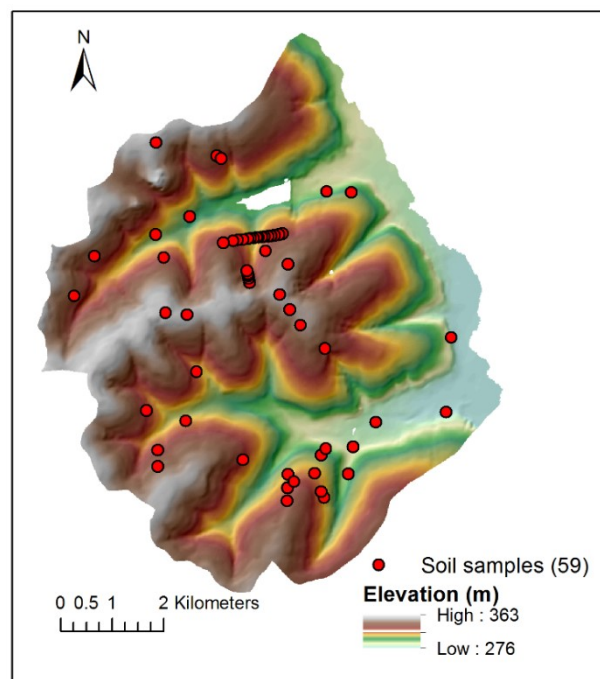 N
Soil samples (59)
Elevation (m)
High : 363
Low : 276
0 0.5 1 2 Kilometers